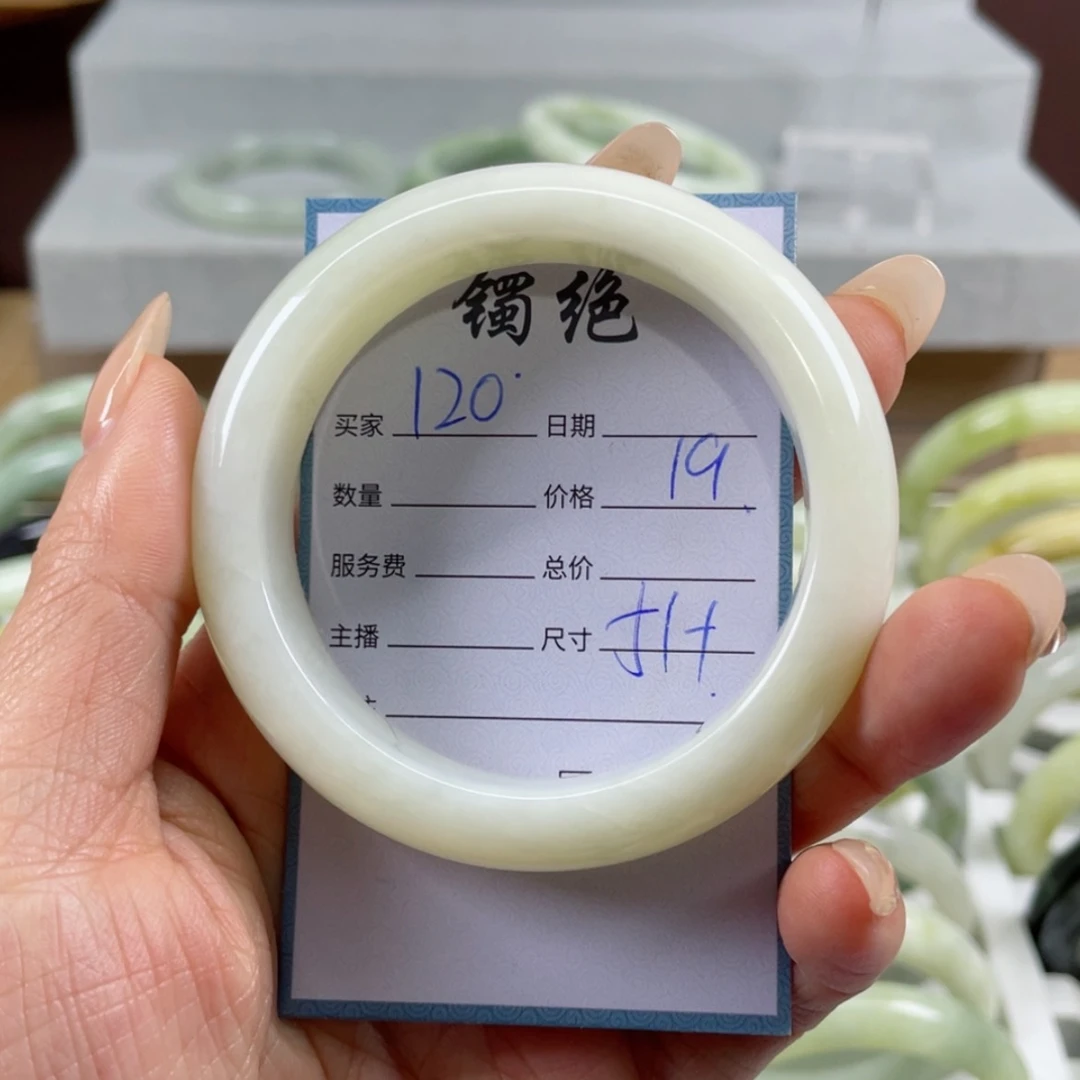 镯绝
买家 120 日期
数量 价格 19
服务费 总价
主播 尺寸